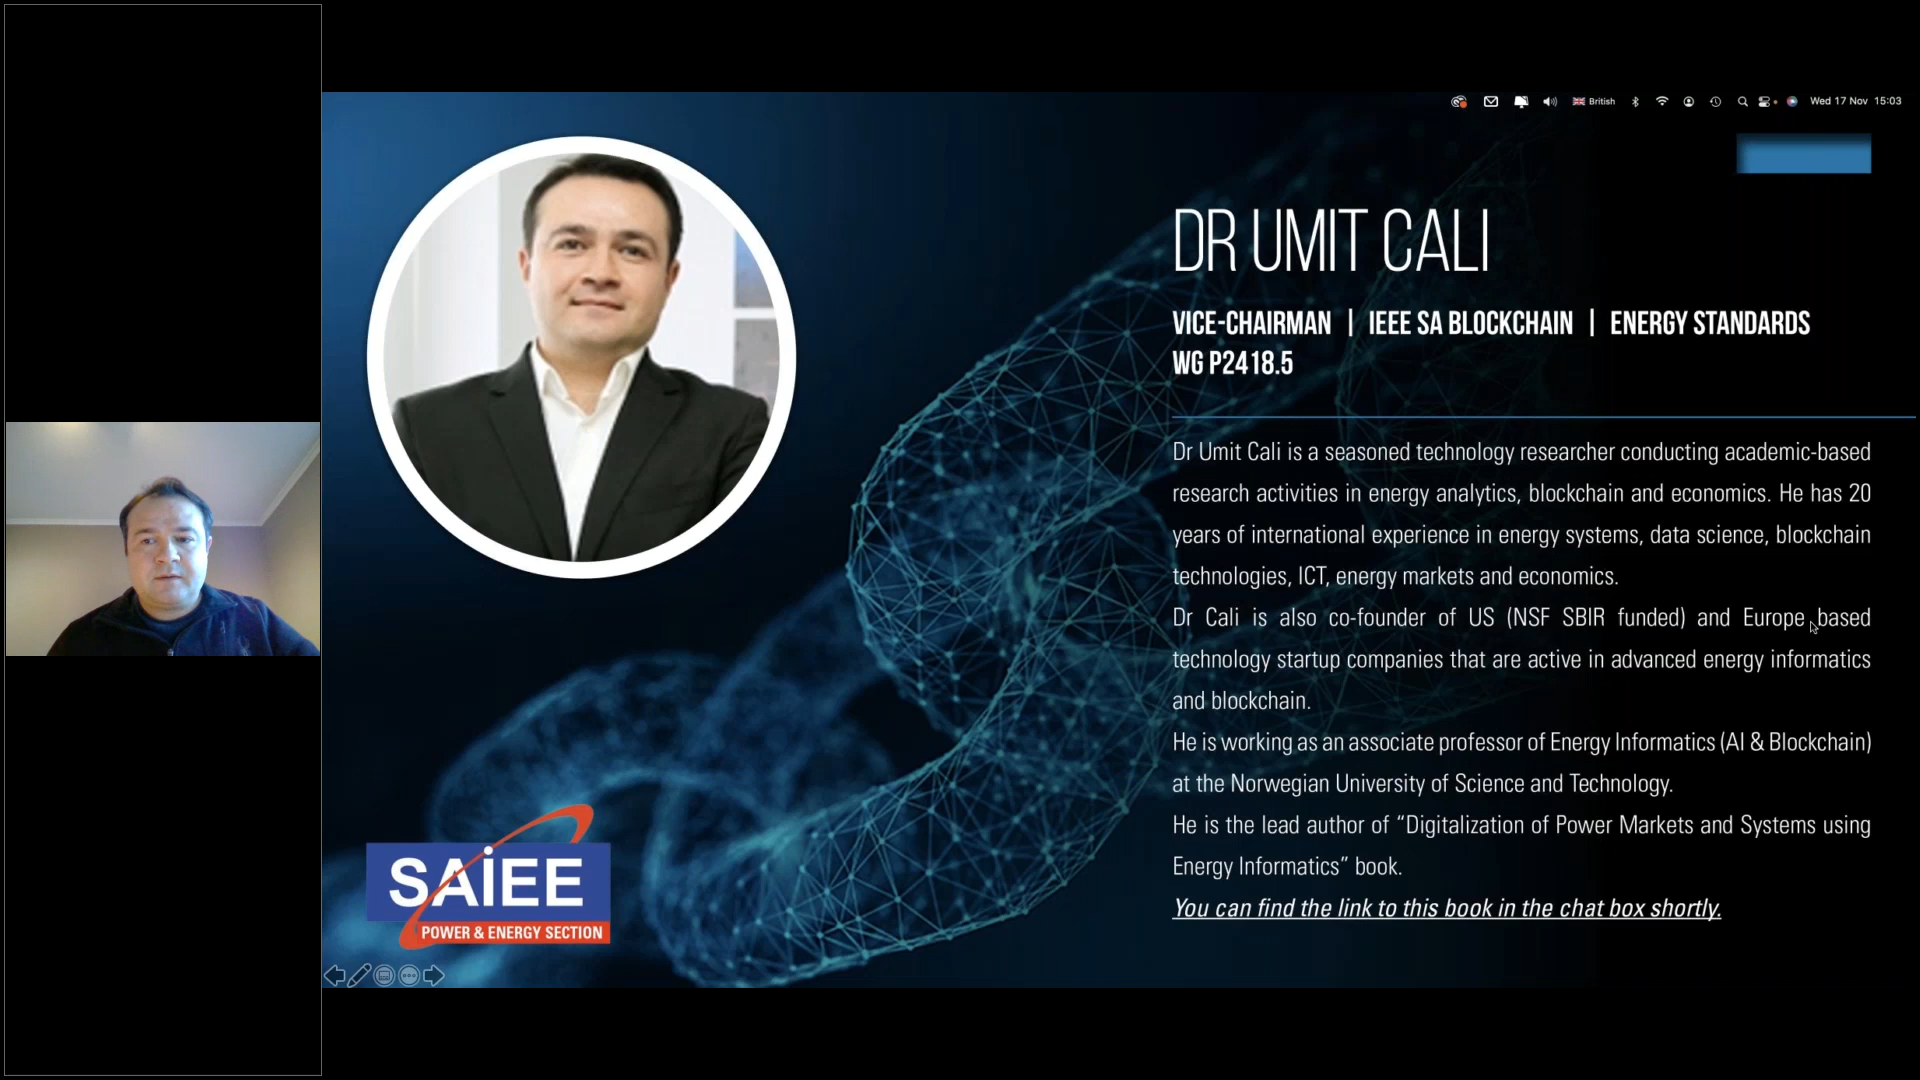 British
Wed 17 Nov 15:03
DR UMIT CALI
VICE-CHAIRMAN | IEEE SA BLOCKCHAIN | ENERGY STANDARDS
WG P2418.5
Dr Umit Cali is a seasoned technology researcher conducting academic-based
research activities in energy analytics, blockchain and economics. He has 20
years of international experience in energy systems, data science, blockchain
technologies, ICT, energy markets and economics.
Dr Cali is also co-founder of US (NSF SBIR funded) and Europe based
technology startup companies that are active in advanced energy informatics
and blockchain.
He is working as an associate professor of Energy Informatics (AI & Blockchain)
at the Norwegian University of Science and Technology.
He is the lead author of “Digitalization of Power Markets and Systems using
Energy Informatics” book.
You can find the link to this book in the chat box shortly.
SAiEE
POWER & ENERGY SECTION